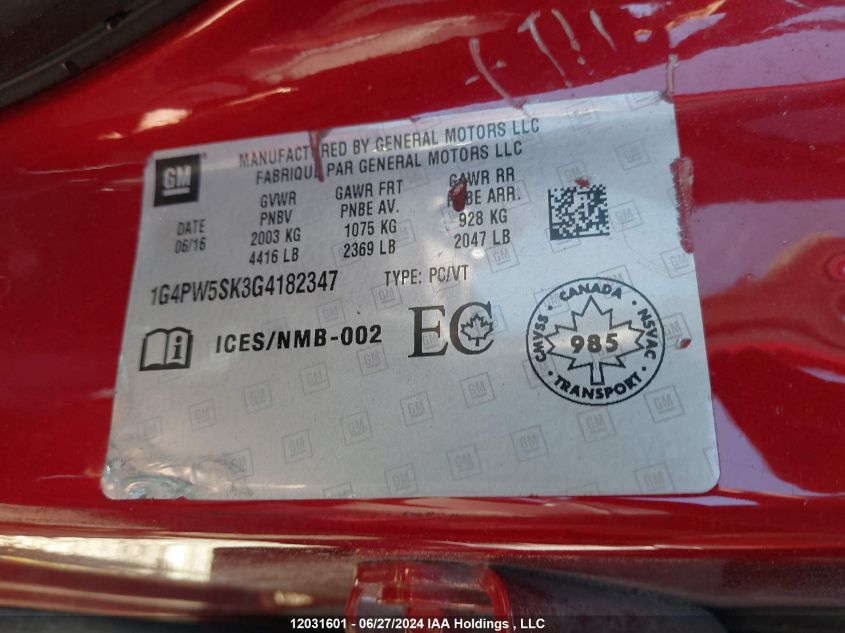 GM
MANUFACTURED BY GENERAL MOTORS LLC
FABRIQUÉ PAR GENERAL MOTORS LLC
DATE
06/16
GVWR
PNBV
2003 KG
4416 LB
GAWR FRT
PNBE AV.
1075 KG
2369 LB
GAWR RR
PNBE ARR.
928 KG
2047 LB
1G4PW5SK3G4182347 TYPE: PC/VT
i ICES/NMB-002 EC
CANADA
CMVSS 985 NSVAC
TRANSPORT
12031601 - 06/27/2024 IAA Holdings , LLC